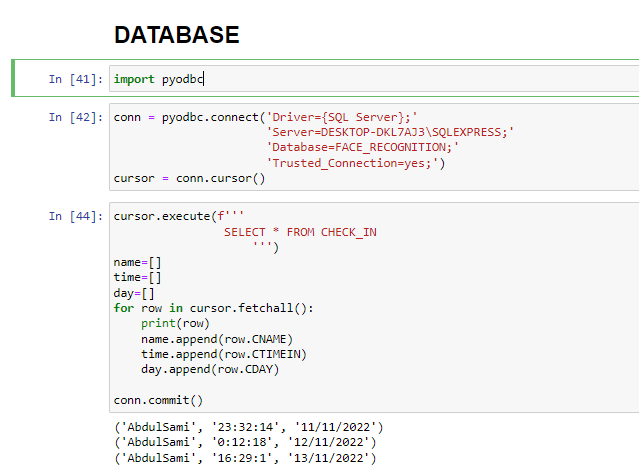 DATABASE
In [41]: import pyodbc
In [42]: conn = pyodbc.connect('Driver={SQL Server};'
'Server=DESKTOP-DKL7AJ3\SQLEXPRESS;'
'Database=FACE_RECOGNITION;'
'Trusted_Connection=yes;')
cursor = conn.cursor()
In [44]: cursor.execute(f'''
SELECT * FROM CHECK_IN
''')
name=[]
time=[]
day=[]
for row in cursor.fetchall():
print(row)
name.append(row.CNAME)
time.append(row.CTIMEIN)
day.append(row.CDAY)
conn.commit()
('AbdulSami', '23:32:14', '11/11/2022')
('AbdulSami', '0:12:18', '12/11/2022')
('AbdulSami', '16:29:1', '13/11/2022')